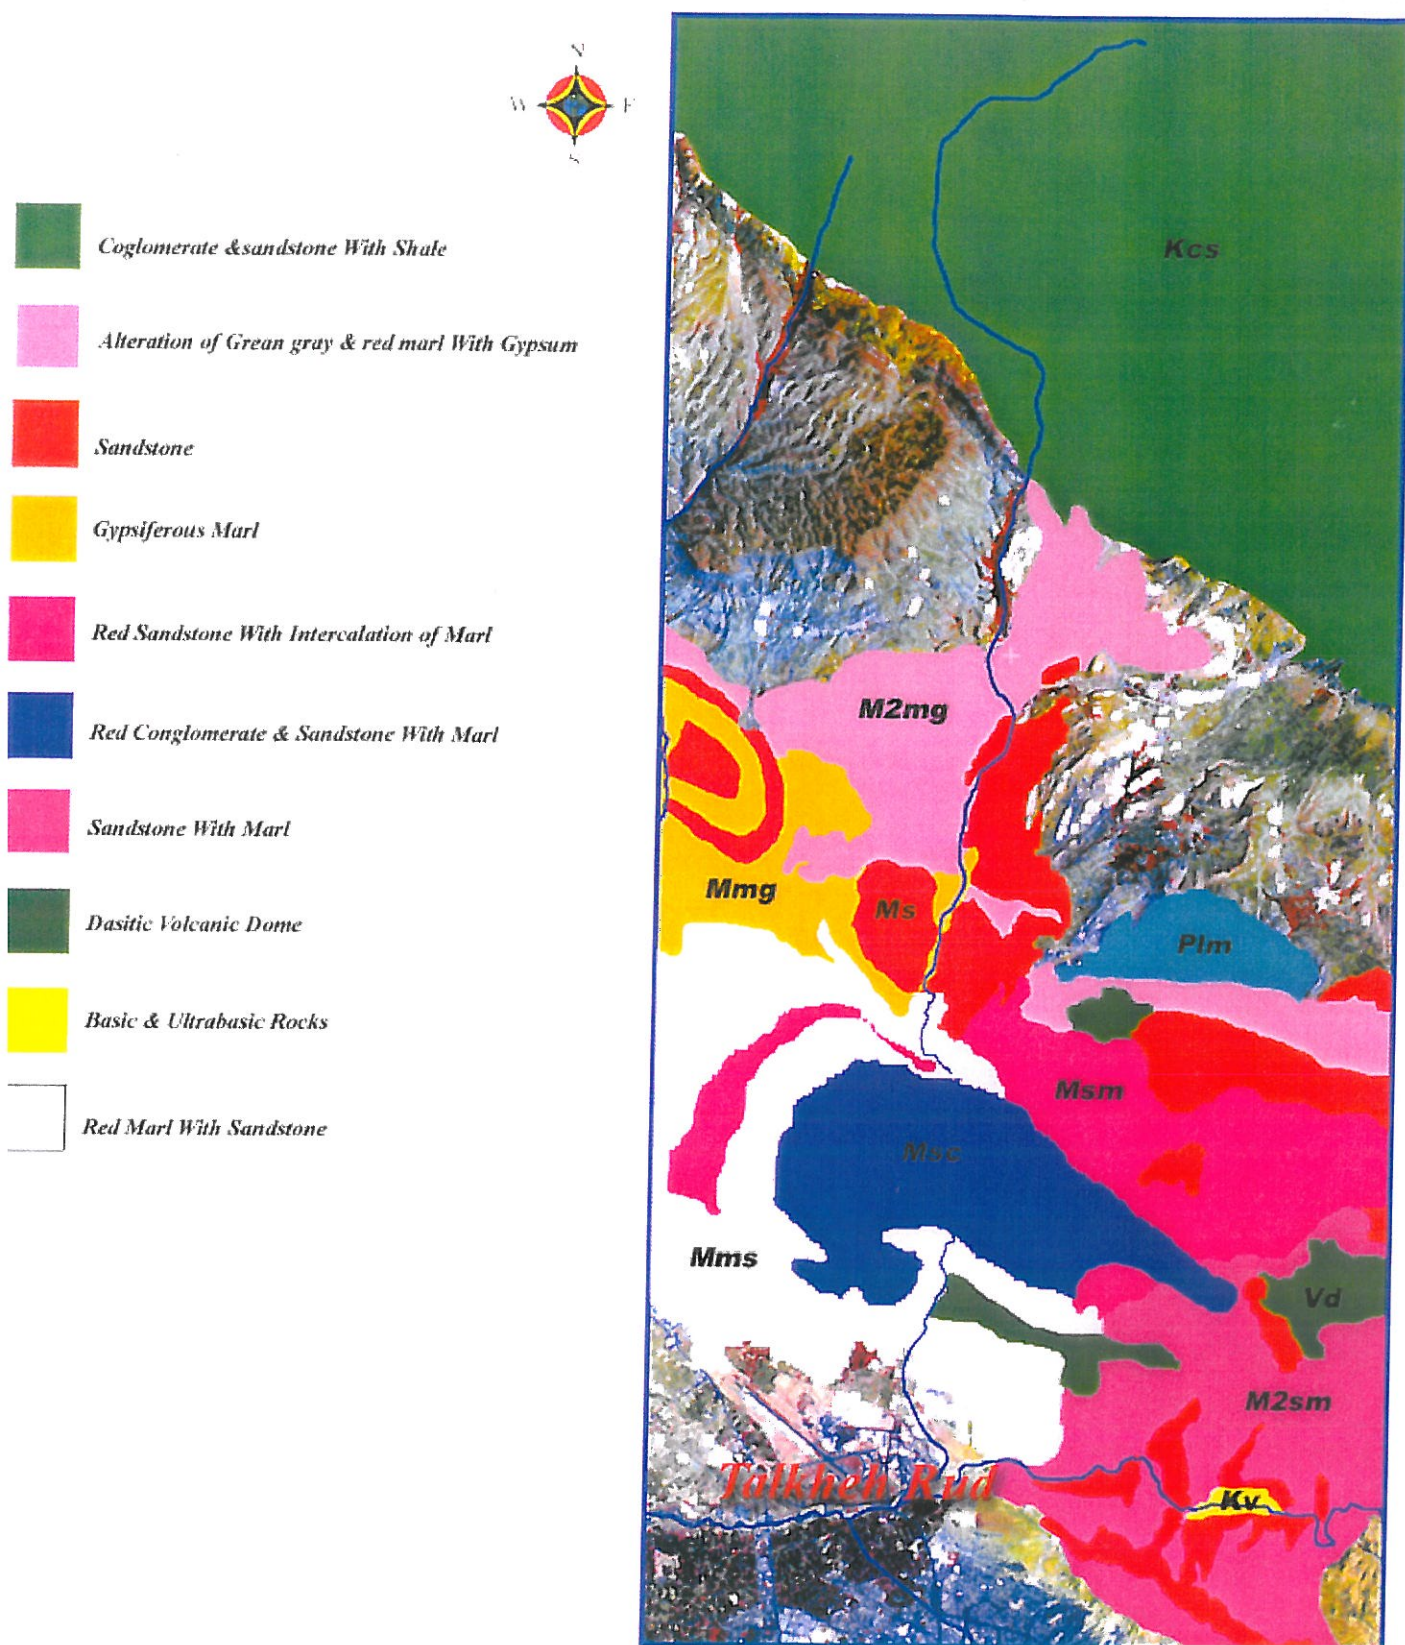 N
W E
S
Coglomerate &sandstone With Shale
Alteration of Grean gray & red marl With Gypsum
Sandstone
Gypsiferous Marl
Red Sandstone With Intercalation of Marl
Red Conglomerate & Sandstone With Marl
Sandstone With Marl
Dasitic Volcanic Dome
Basic & Ultrabasic Rocks
Red Marl With Sandstone
Kcs
M2mg
Mmg
Ms
Plm
Msm
Msc
Mms
Vd
M2sm
Talkheh Rud
Kv